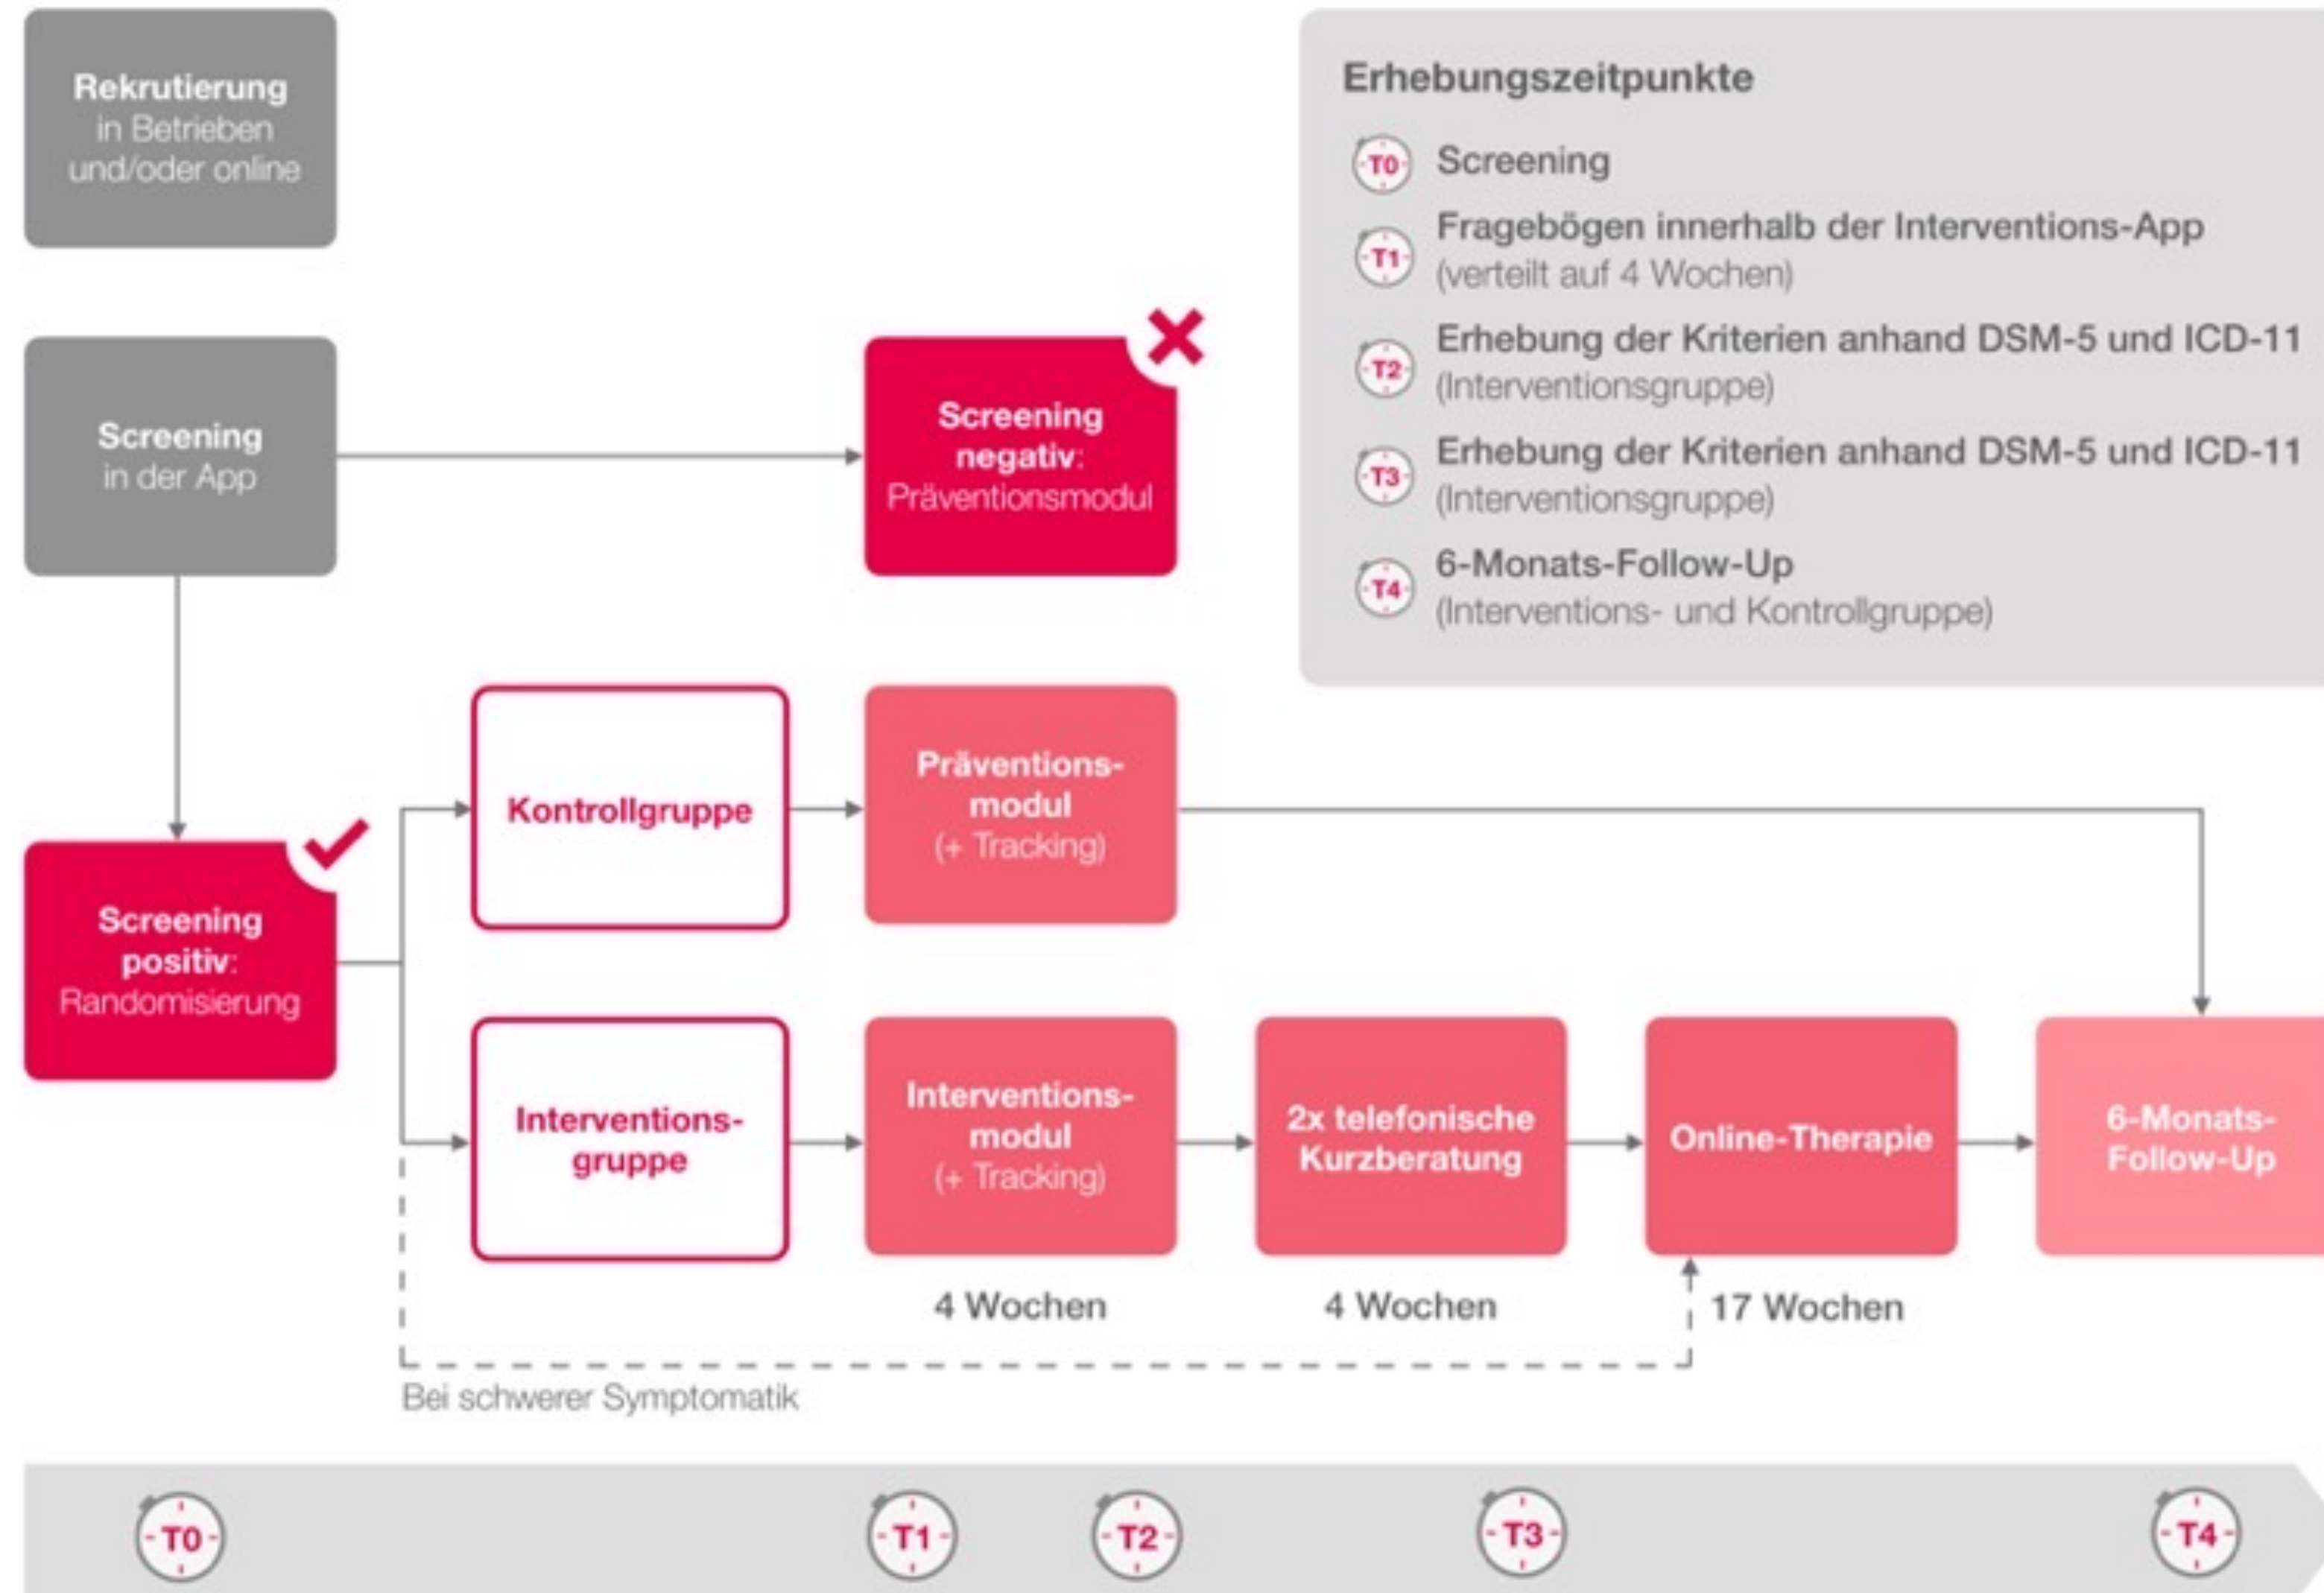 Rekrutierung
in Betrieben
und/oder online
Erhebungszeitpunkte
T0 Screening
T1 Fragebögen innerhalb der Interventions-App
(verteilt auf 4 Wochen)
T2 Erhebung der Kriterien anhand DSM-5 und ICD-11
(Interventionsgruppe)
T3 Erhebung der Kriterien anhand DSM-5 und ICD-11
(Interventionsgruppe)
T4 6-Monats-Follow-Up
(Interventions- und Kontrollgruppe)
Screening
in der App
Screening
negativ:
Präventionsmodul
Screening
positiv:
Randomisierung
Kontrollgruppe
Präventions-
modul
(+ Tracking)
Interventions-
gruppe
Interventions-
modul
(+ Tracking)
2x telefonische
Kurzberatung
Online-Therapie
6-Monats-
Follow-Up
4 Wochen
4 Wochen
17 Wochen
Bei schwerer Symptomatik
T0 T1 T2 T3 T4